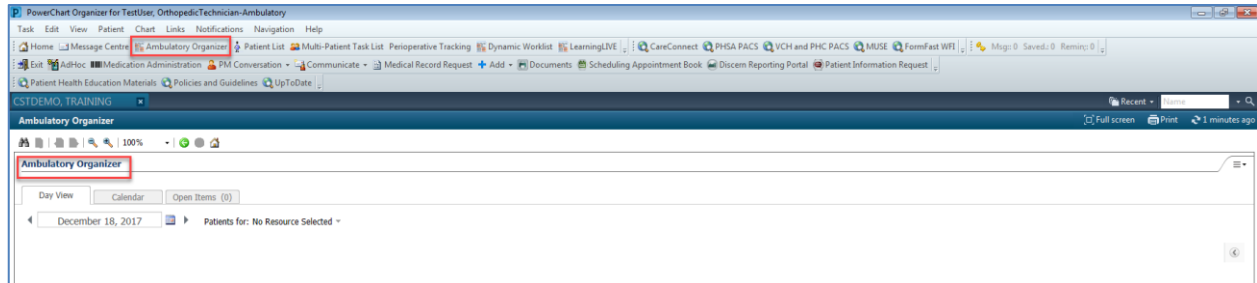 PowerChart Organizer for TestUser, OrthopedicTechnician-Ambulatory
Task Edit View Patient Chart Links Notifications Navigation Help
Home Message Centre Ambulatory Organizer Patient List Multi-Patient Task List Perioperative Tracking Dynamic Worklist LearningLIVE CareConnect PHSA PACS VCH and PHC PACS MUSE FormFast WFI Msgs: 0 Saved: 0 Remin: 0
Exit AdHoc Medication Administration PM Conversation Communicate Medical Record Request Add Documents Scheduling Appointment Book Discern Reporting Portal Patient Information Request
Patient Health Education Materials Policies and Guidelines UpToDate
CSTDEMO, TRAINING Recent Name
Ambulatory Organizer Full screen Print 1 minutes ago
100%
Ambulatory Organizer
Day View Calendar Open Items (0)
December 18, 2017 Patients for: No Resource Selected